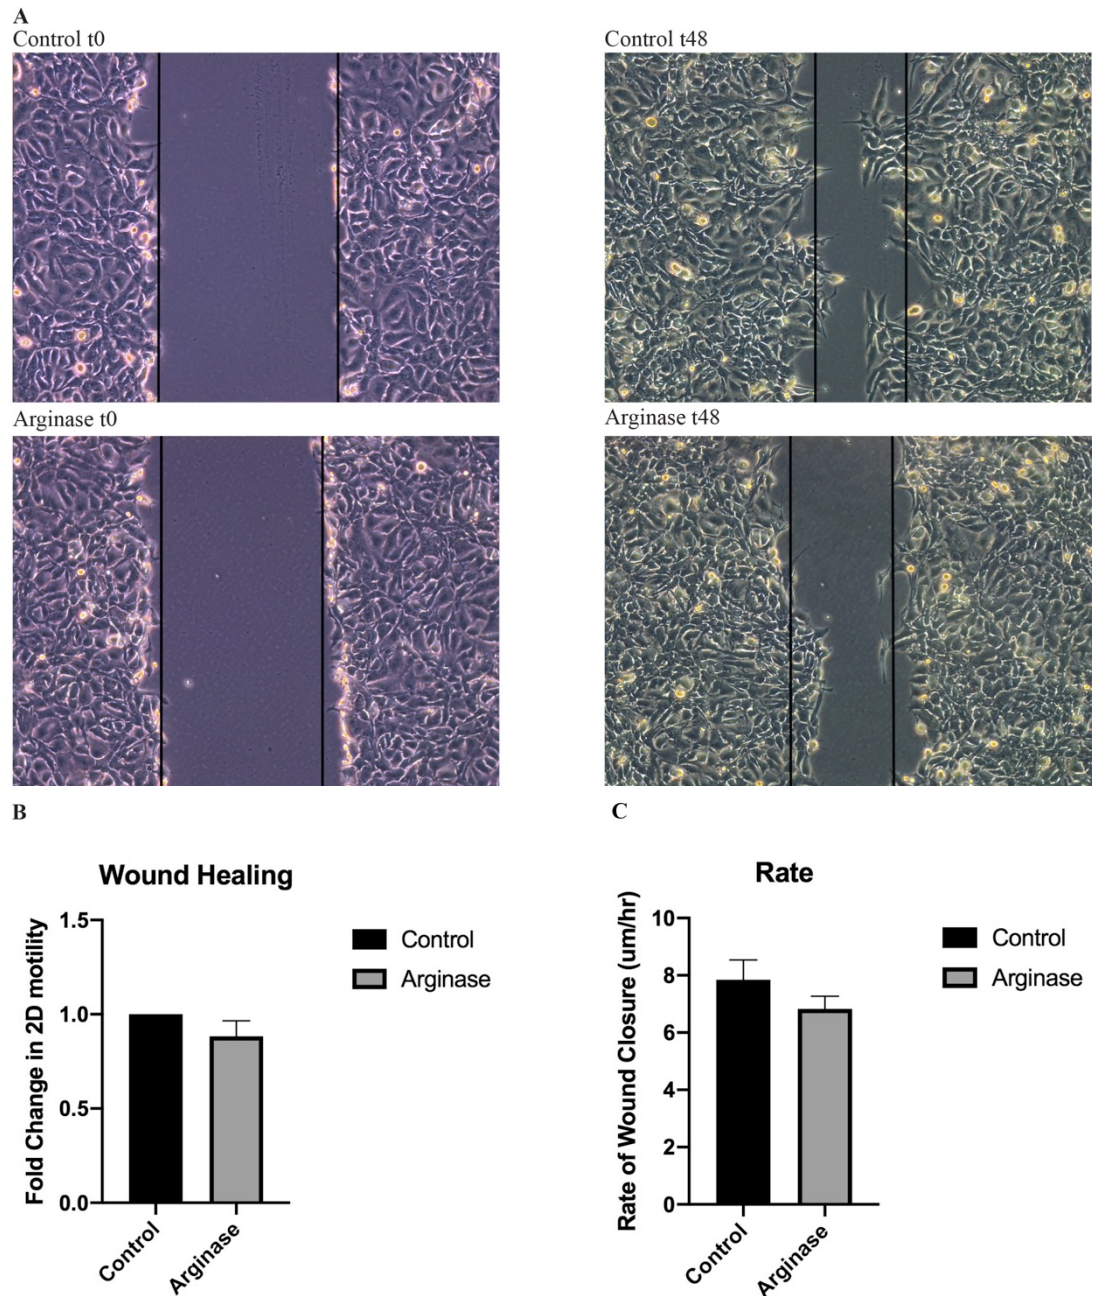 A
Control t0
Control t48
Arginase t0
Arginase t48
B
Wound Healing
Fold Change in 2D motility
1.5
1.0
0.5
0.0
Control
Arginase
Control
Arginase
C
Rate
Rate of Wound Closure (um/hr)
10
8
6
4
2
0
Control
Arginase
Control
Arginase